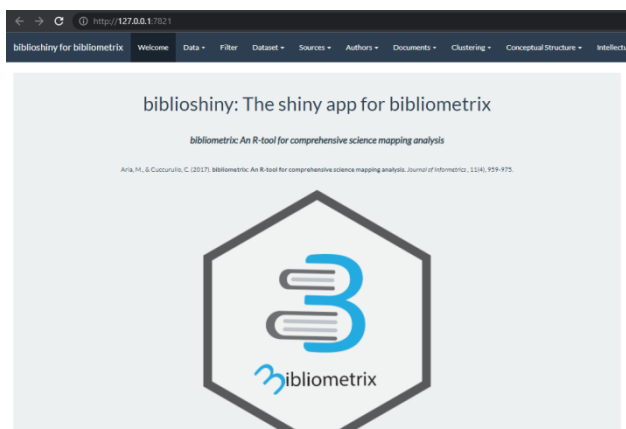 http://127.0.0.1:7821
biblioshiny for bibliometrix Welcome Data Filter Dataset Sources Authors Documents Clustering Conceptual Structure Intellectu
biblioshiny: The shiny app for bibliometrix
bibliometrix: An R-tool for comprehensive science mapping analysis
Aria, M., & Cuccurullo, C. (2017). bibliometrix: An R-tool for comprehensive science mapping analysis. Journal of Informetrics, 11(4), 959-975.
Bibliometrix